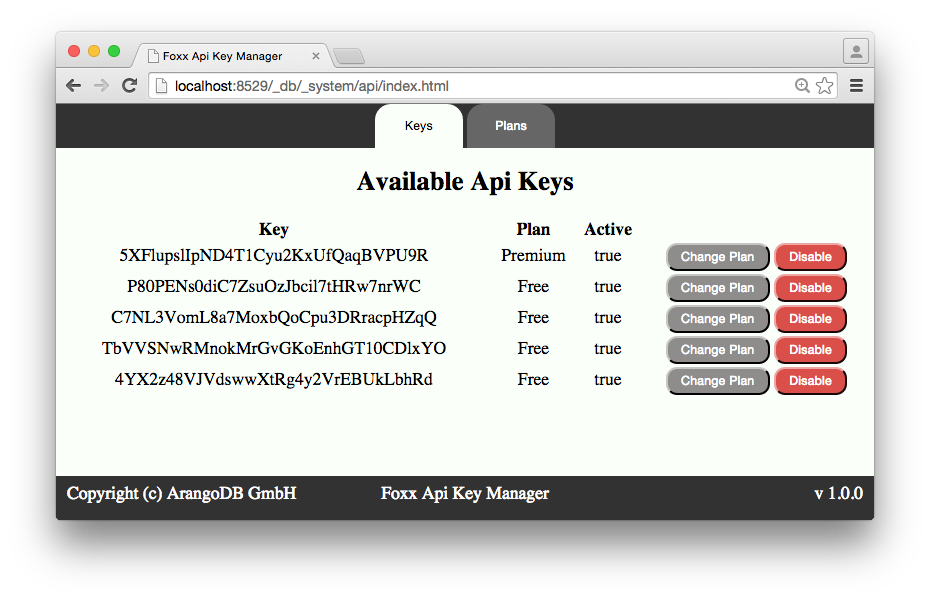 Foxx Api Key Manager
localhost:8529/_db/_system/api/index.html
Keys Plans
Available Api Keys
Key Plan Active
5XFlupslIpND4T1Cyu2KxUfQaqBVPU9R Premium true Change Plan Disable
P80PENs0diC7ZsuOzJbcil7tHRw7nrWC Free true Change Plan Disable
C7NL3VomL8a7MoxbQoCpu3DRracpHZqQ Free true Change Plan Disable
TbVVSNwRMnokMrGvGKoEnhGT10CDlxYO Free true Change Plan Disable
4YX2z48VJVdswwXtRg4y2VrEBUkLbhRd Free true Change Plan Disable
Copyright (c) ArangoDB GmbH Foxx Api Key Manager v 1.0.0